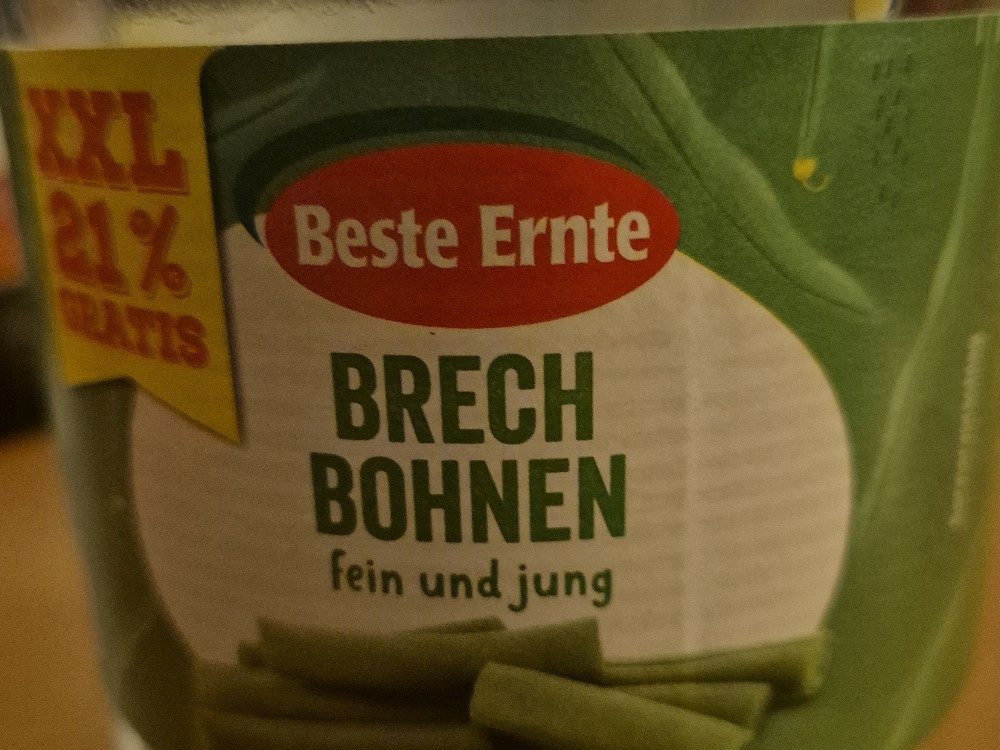 XXL
21%
GRATIS
Beste Ernte
BRECH
BOHNEN
fein und jung